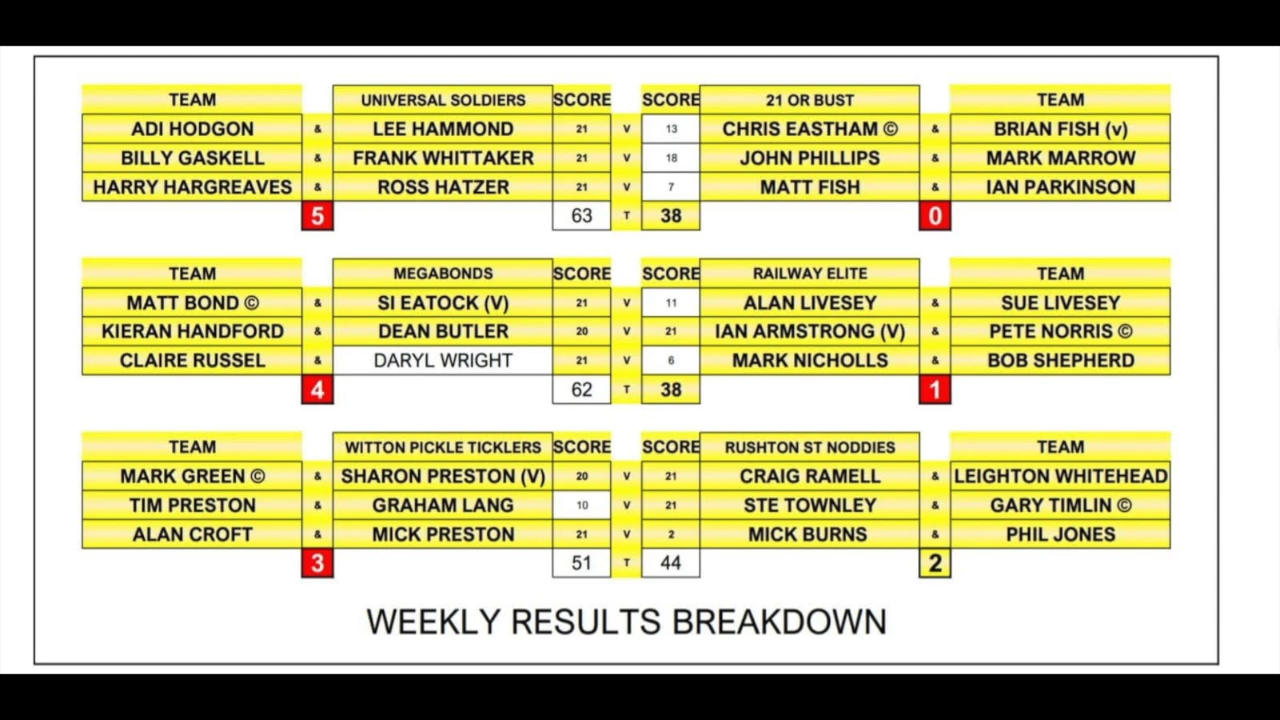 TEAM UNIVERSAL SOLDIERS SCORE SCORE 21 OR BUST TEAM
ADI HODGON & LEE HAMMOND 21 V 13 CHRIS EASTHAM © & BRIAN FISH (v)
BILLY GASKELL & FRANK WHITTAKER 21 V 18 JOHN PHILLIPS & MARK MARROW
HARRY HARGREAVES & ROSS HATZER 21 V 7 MATT FISH & IAN PARKINSON
5 63 T 38 0
TEAM MEGABONDS SCORE SCORE RAILWAY ELITE TEAM
MATT BOND © & SI EATOCK (V) 21 V 11 ALAN LIVESEY & SUE LIVESEY
KIERAN HANDFORD & DEAN BUTLER 20 V 21 IAN ARMSTRONG (V) & PETE NORRIS ©
CLAIRE RUSSEL & DARYL WRIGHT 21 V 6 MARK NICHOLLS & BOB SHEPHERD
4 62 T 38 1
TEAM WITTON PICKLE TICKLERS SCORE SCORE RUSHTON ST NODDIES TEAM
MARK GREEN © & SHARON PRESTON (V) 20 V 21 CRAIG RAMELL & LEIGHTON WHITEHEAD
TIM PRESTON & GRAHAM LANG 10 V 21 STE TOWNLEY & GARY TIMLIN ©
ALAN CROFT & MICK PRESTON 21 V 2 MICK BURNS & PHIL JONES
3 51 T 44 2
WEEKLY RESULTS BREAKDOWN